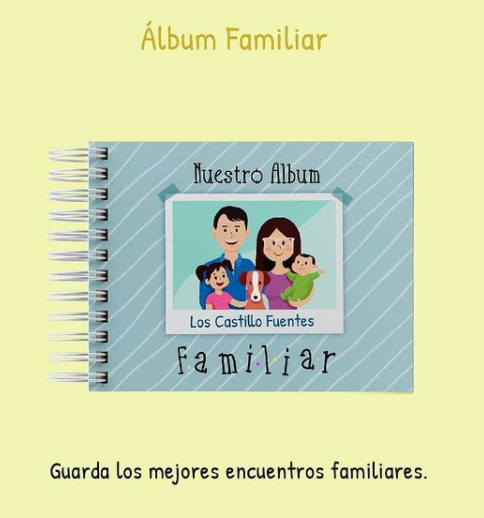 Álbum Familiar
Nuestro Album
Los Castillo Fuentes
Familiar
Guarda los mejores encuentros familiares.